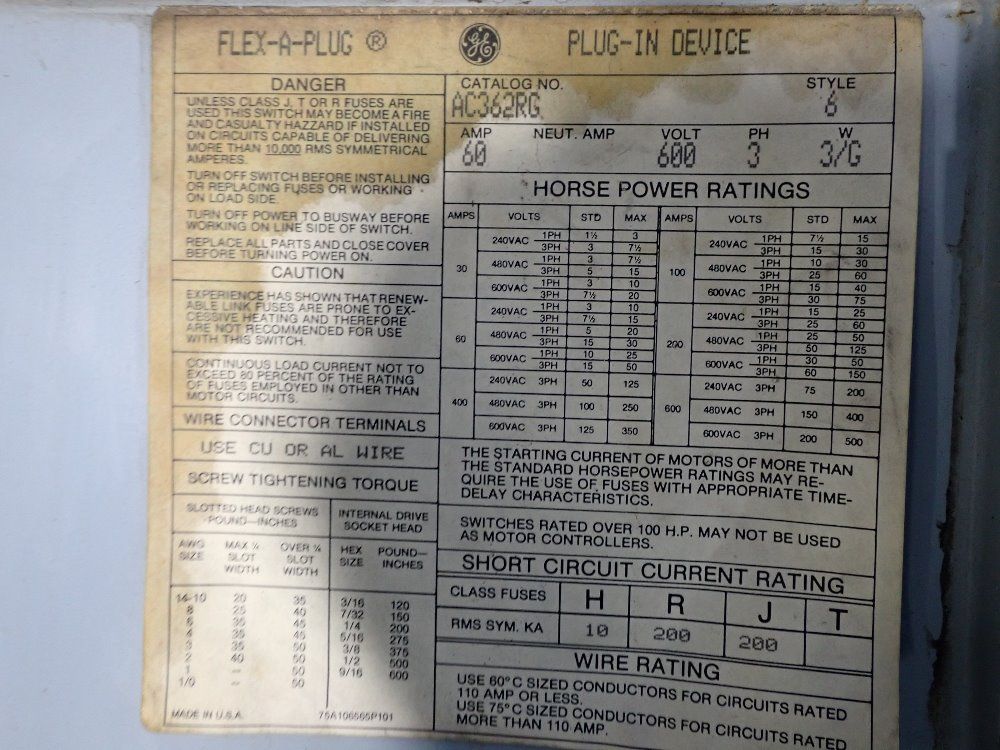 FLEX-A-PLUG ® GE PLUG-IN DEVICE
DANGER
UNLESS CLASS J, T OR R FUSES ARE
USED THIS SWITCH MAY BECOME A FIRE
AND CASUALTY HAZZARD IF INSTALLED
ON CIRCUITS CAPABLE OF DELIVERING
MORE THAN 10,000 RMS SYMMETRICAL
AMPERES.
TURN OFF SWITCH BEFORE INSTALLING
OR REPLACING FUSES OR WORKING
ON LOAD SIDE.
TURN OFF POWER TO BUSWAY BEFORE
WORKING ON LINE SIDE OF SWITCH.
REPLACE ALL PARTS AND CLOSE COVER
BEFORE TURNING POWER ON.
CAUTION
EXPERIENCE HAS SHOWN THAT RENEW-
ABLE LINK FUSES ARE PRONE TO EX-
CESSIVE HEATING AND THEREFORE
ARE NOT RECOMMENDED FOR USE
WITH THIS SWITCH.
CONTINUOUS LOAD CURRENT NOT TO
EXCEED 80 PERCENT OF THE RATING
OF FUSES EMPLOYED IN OTHER THAN
MOTOR CIRCUITS.
WIRE CONNECTOR TERMINALS
USE CU OR AL WIRE
SCREW TIGHTENING TORQUE
SLOTTED HEAD SCREWS
POUND—INCHES
INTERNAL DRIVE
SOCKET HEAD
AWG SIZE MAX ¼ SLOT WIDTH OVER ¼ SLOT WIDTH HEX SIZE POUND—INCHES
14-10 20 35 3/16 120
8 25 40 7/32 150
6 35 45 1/4 200
4 35 45 5/16 275
3 35 50 3/8 375
2 40 50 1/2 500
1 — 50 9/16 600
1/0 — 50
MADE IN U.S.A. 75A106565P101
CATALOG NO. STYLE
AC362RG 6
AMP NEUT. AMP VOLT PH W
60 600 3 3/G
HORSE POWER RATINGS
AMPS VOLTS STD MAX AMPS VOLTS STD MAX
30 240VAC 1PH 1½ 3 100 240VAC 1PH 7½ 15
3PH 3 7½ 3PH 15 30
480VAC 1PH 3 7½ 480VAC 1PH 10 30
3PH 5 15 3PH 25 60
600VAC 1PH 3 10 600VAC 1PH 15 40
3PH 7½ 20 3PH 30 75
60 240VAC 1PH 3 10 200 240VAC 1PH 15 25
3PH 7½ 15 3PH 25 60
480VAC 1PH 5 20 480VAC 1PH 25 50
3PH 15 30 3PH 50 125
600VAC 1PH 10 25 600VAC 1PH 30 50
3PH 15 50 3PH 60 150
400 240VAC 3PH 50 125 600 240VAC 3PH 75 200
480VAC 3PH 100 250 480VAC 3PH 150 400
600VAC 3PH 125 350 600VAC 3PH 200 500
THE STARTING CURRENT OF MOTORS OF MORE THAN
THE STANDARD HORSEPOWER RATINGS MAY RE-
QUIRE THE USE OF FUSES WITH APPROPRIATE TIME-
DELAY CHARACTERISTICS.
SWITCHES RATED OVER 100 H.P. MAY NOT BE USED
AS MOTOR CONTROLLERS.
SHORT CIRCUIT CURRENT RATING
CLASS FUSES H R J T
RMS SYM. KA 10 200 200
WIRE RATING
USE 60°C SIZED CONDUCTORS FOR CIRCUITS RATED
110 AMP OR LESS.
USE 75°C SIZED CONDUCTORS FOR CIRCUITS RATED
MORE THAN 110 AMP.